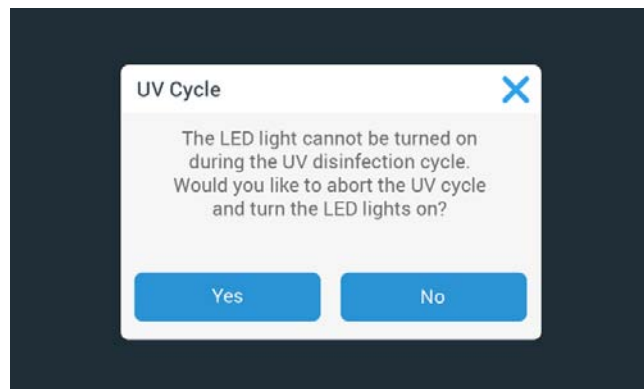 UV Cycle
The LED light cannot be turned on
during the UV disinfection cycle.
Would you like to abort the UV cycle
and turn the LED lights on?
Yes
No